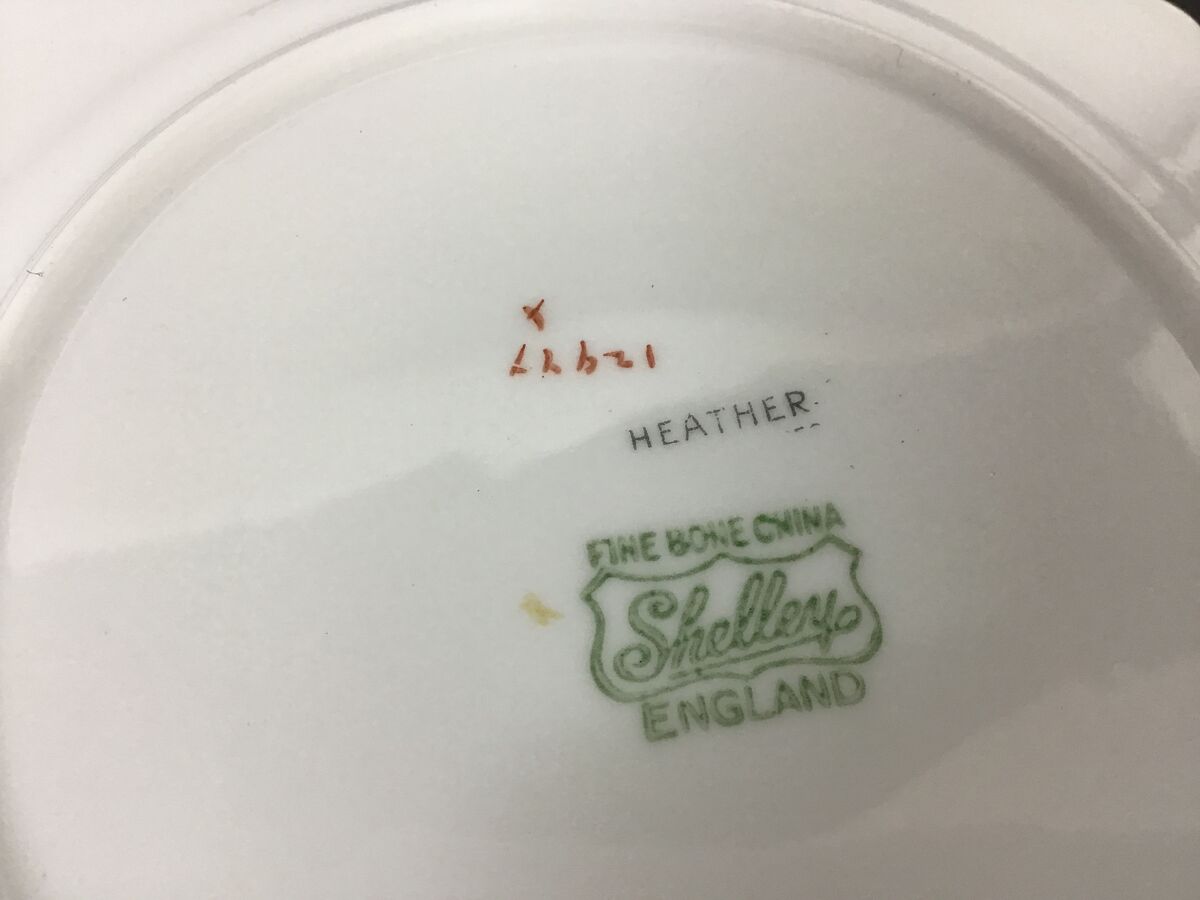 HEATHER.
FINE BONE CHINA
Shelley
ENGLAND